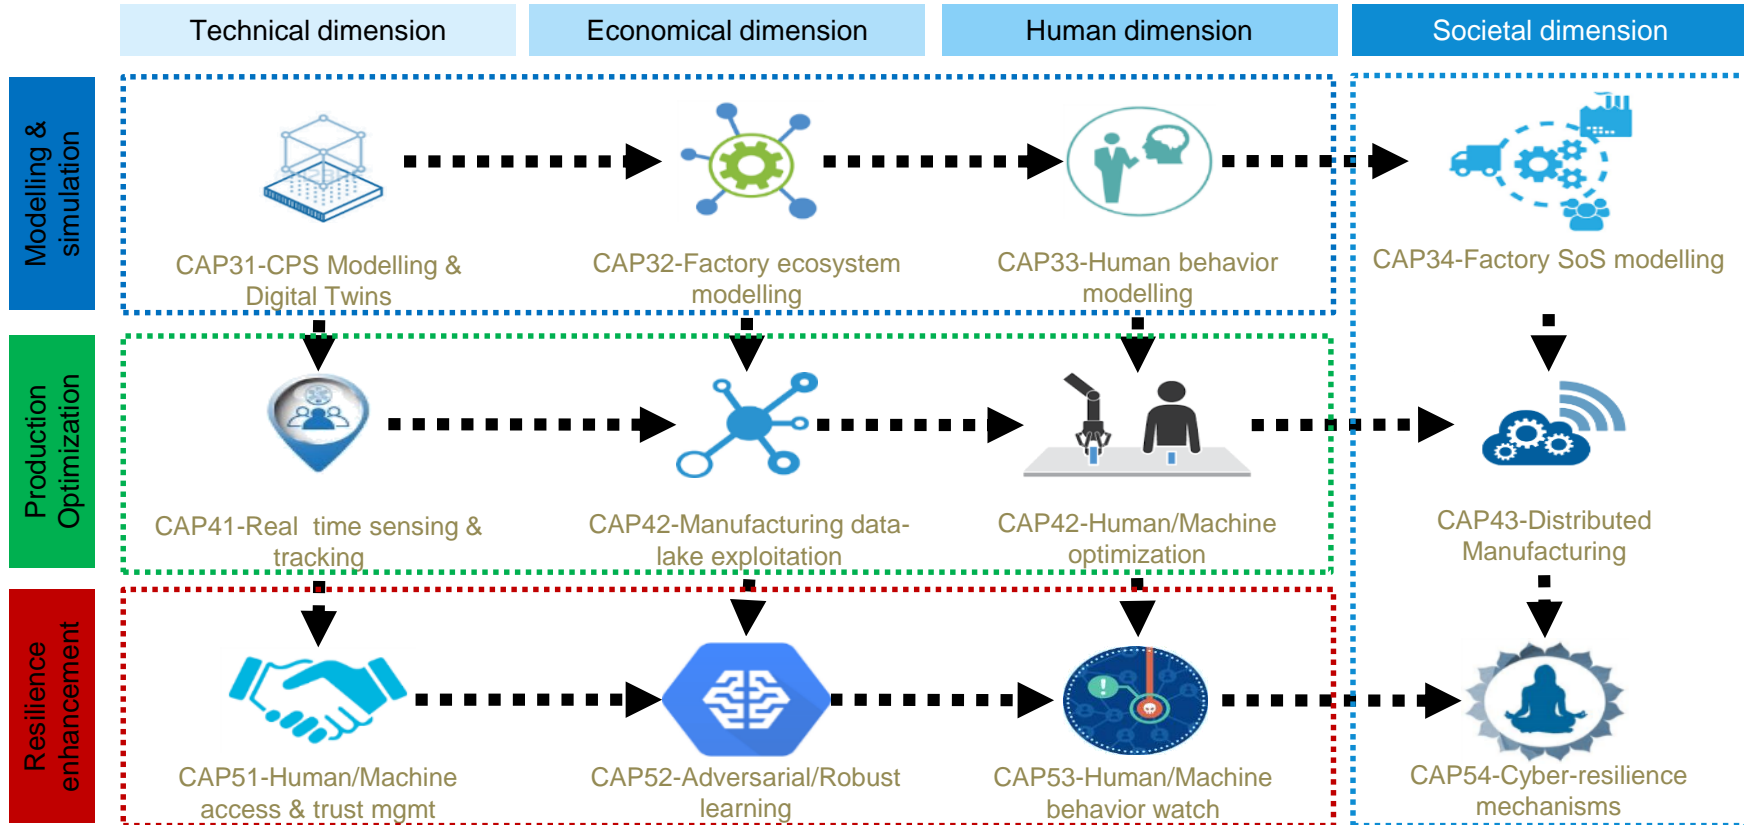 Technical dimension
Economical dimension
Human dimension
Societal dimension
Modelling &
simulation
CAP31-CPS Modelling &
Digital Twins
CAP32-Factory ecosystem
modelling
CAP33-Human behavior
modelling
CAP34-Factory SoS modelling
Production
Optimization
CAP41-Real time sensing &
tracking
CAP42-Manufacturing data-
lake exploitation
CAP42-Human/Machine
optimization
CAP43-Distributed
Manufacturing
Resilience
enhancement
CAP51-Human/Machine
access & trust mgmt
CAP52-Adversarial/Robust
learning
CAP53-Human/Machine
behavior watch
CAP54-Cyber-resilience
mechanisms